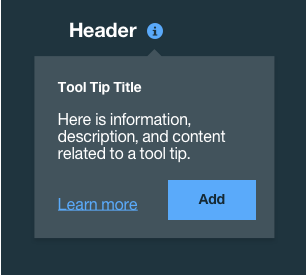 Header
Tool Tip Title
Here is information,
description, and content
related to a tool tip.
Learn more
Add